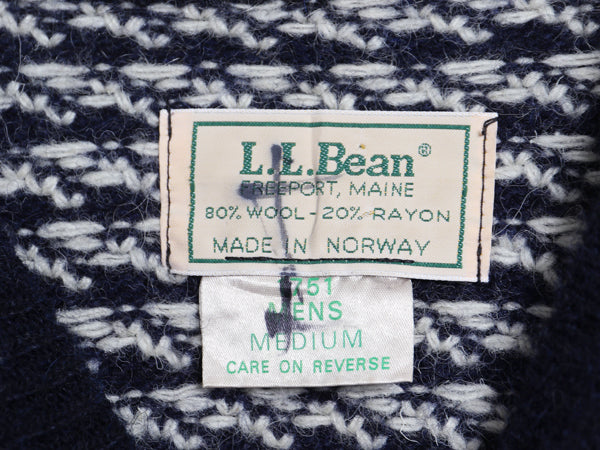 L.L.Bean®
FREEPORT, MAINE
80% WOOL - 20% RAYON
MADE IN NORWAY
751
MENS
MEDIUM
CARE ON REVERSE